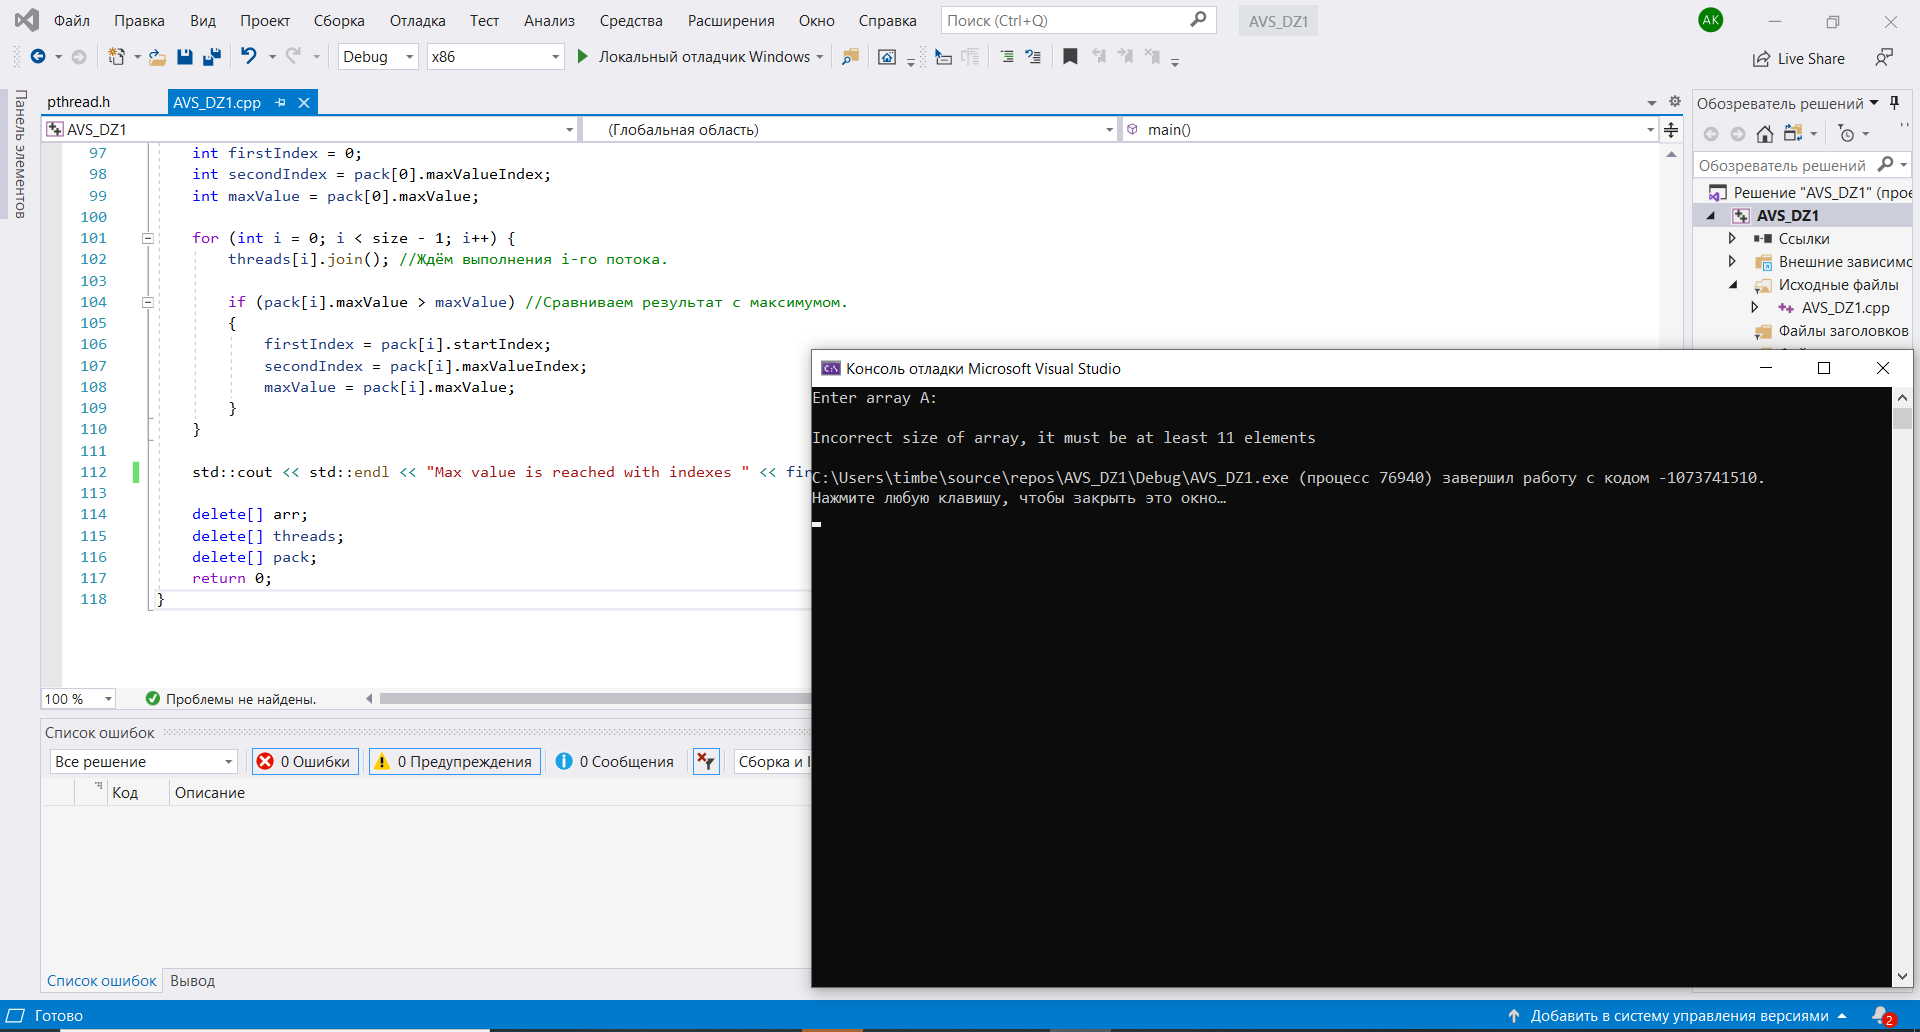 Файл Правка Вид Проект Сборка Отладка Тест Анализ Средства Расширения Окно Справка Поиск (Ctrl+Q) AVS_DZ1 AK
Debug x86 Локальный отладчик Windows Live Share
Панель элементов
pthread.h AVS_DZ1.cpp
AVS_DZ1 (Глобальная область) main()
97 int firstIndex = 0;
98 int secondIndex = pack[0].maxValueIndex;
99 int maxValue = pack[0].maxValue;
100
101 for (int i = 0; i < size - 1; i++) {
102 threads[i].join(); //Ждём выполнения i-го потока.
103
104 if (pack[i].maxValue > maxValue) //Сравниваем результат с максимумом.
105 {
106 firstIndex = pack[i].startIndex;
107 secondIndex = pack[i].maxValueIndex;
108 maxValue = pack[i].maxValue;
109 }
110 }
111
112 std::cout << std::endl << "Max value is reached with indexes " << fir
113
114 delete[] arr;
115 delete[] threads;
116 delete[] pack;
117 return 0;
118 }
100 % Проблемы не найдены.
Обозреватель решений
Обозреватель решений
Решение "AVS_DZ1" (прое
AVS_DZ1
Ссылки
Внешние зависимо
Исходные файлы
AVS_DZ1.cpp
Файлы заголовков
Консоль отладки Microsoft Visual Studio
Enter array A:
Incorrect size of array, it must be at least 11 elements
C:\Users\timbe\source\repos\AVS_DZ1\Debug\AVS_DZ1.exe (процесс 76940) завершил работу с кодом -1073741510.
Нажмите любую клавишу, чтобы закрыть это окно…
Список ошибок
Все решение 0 Ошибки 0 Предупреждения 0 Сообщения Сборка и I
Код Описание
Список ошибок Вывод
Готово Добавить в систему управления версиями 2